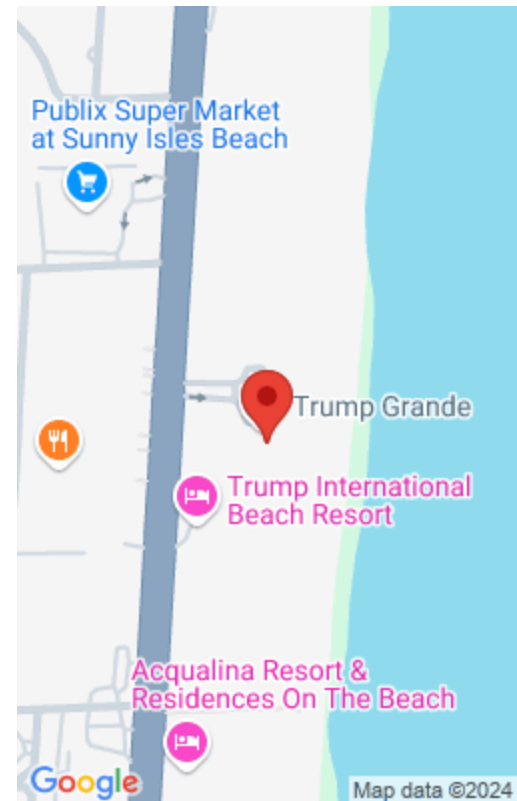 Publix Super Market
at Sunny Isles Beach
Trump Grande
Trump International
Beach Resort
Acqualina Resort &
Residences On The Beach
Google
Map data ©2024